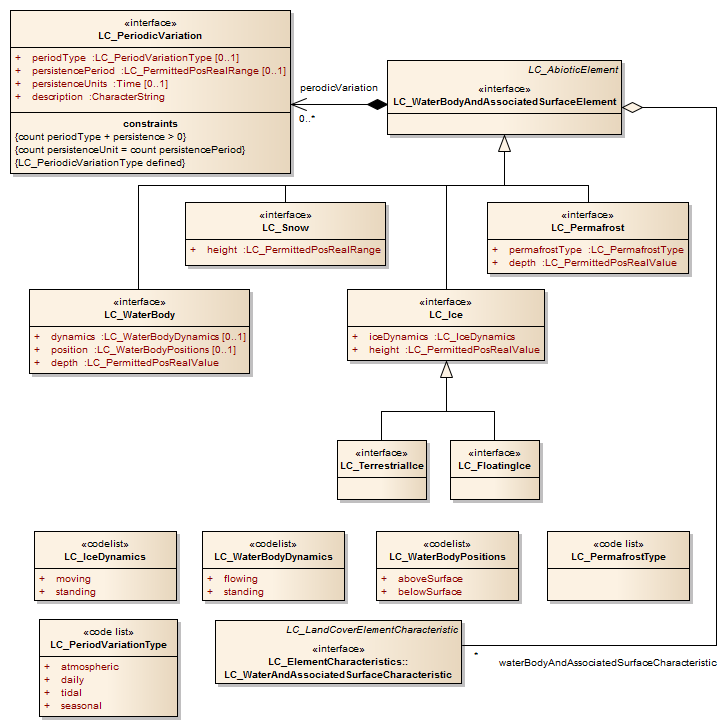 «interface»
LC_PeriodicVariation
+ periodType :LC_PeriodVariationType [0..1]
+ persistencePeriod :LC_PermittedPosRealRange [0..1]
+ persistenceUnits :Time [0..1]
+ description :CharacterString
constraints
{count periodType + persistence > 0}
{count persistenceUnit = count persistencePeriod}
{LC_PeriodicVariationType defined}
perodicVariation
0..*
LC_AbioticElement
«interface»
LC_WaterBodyAndAssociatedSurfaceElement
«interface»
LC_Snow
+ height :LC_PermittedPosRealRange
«interface»
LC_Permafrost
+ permafrostType :LC_PermafrostType
+ depth :LC_PermittedPosRealValue
«interface»
LC_WaterBody
+ dynamics :LC_WaterBodyDynamics [0..1]
+ position :LC_WaterBodyPositions [0..1]
+ depth :LC_PermittedPosRealValue
«interface»
LC_Ice
+ iceDynamics :LC_IceDynamics
+ height :LC_PermittedPosRealValue
«interface»
LC_TerrestrialIce
«interface»
LC_FloatingIce
«codelist»
LC_IceDynamics
+ moving
+ standing
«codelist»
LC_WaterBodyDynamics
+ flowing
+ standing
«codelist»
LC_WaterBodyPositions
+ aboveSurface
+ belowSurface
«code list»
LC_PermafrostType
«code list»
LC_PeriodVariationType
+ atmospheric
+ daily
+ tidal
+ seasonal
LC_LandCoverElementCharacteristic
«interface»
LC_ElementCharacteristics::
LC_WaterAndAssociatedSurfaceCharacteristic
*
waterBodyAndAssociatedSurfaceCharacteristic